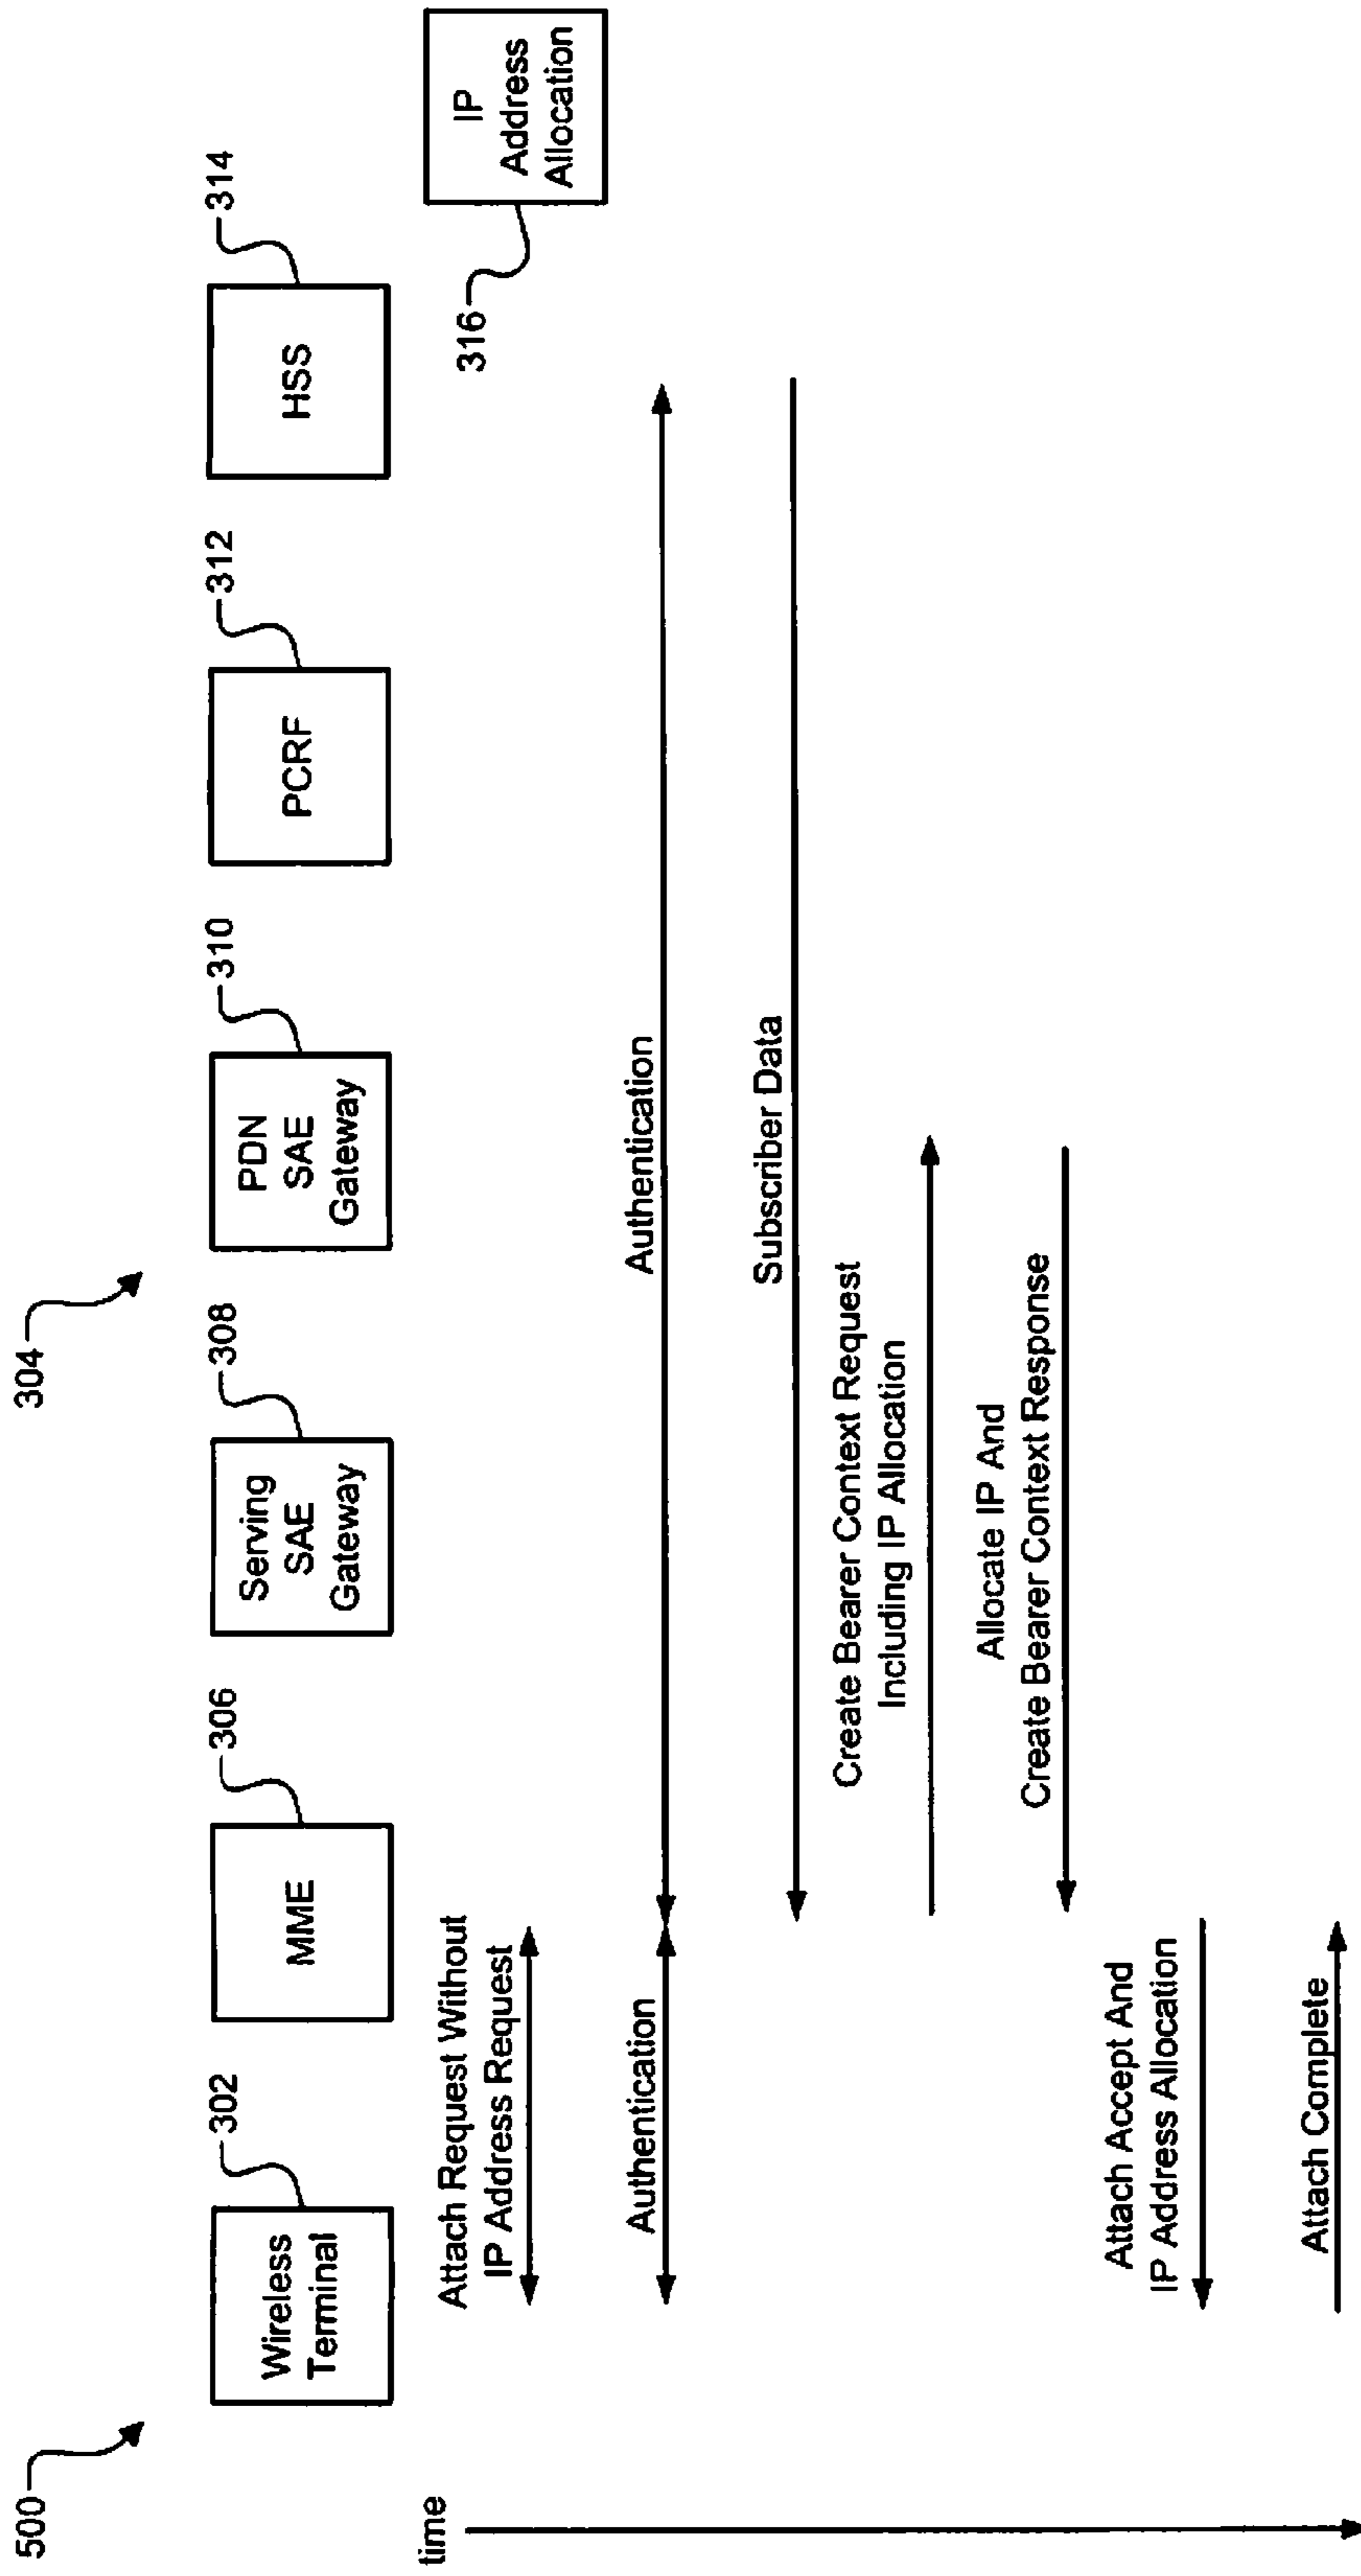 500
304
302
306
308
310
312
314
Wireless
Terminal
MME
Serving
SAE
Gateway
PDN
SAE
Gateway
PCRF
HSS
IP
Address
Allocation
316
time
Attach Request Without
IP Address Request
Authentication
Authentication
Subscriber Data
Create Bearer Context Request
Including IP Allocation
Allocate IP And
Create Bearer Context Response
Attach Accept And
IP Address Allocation
Attach Complete